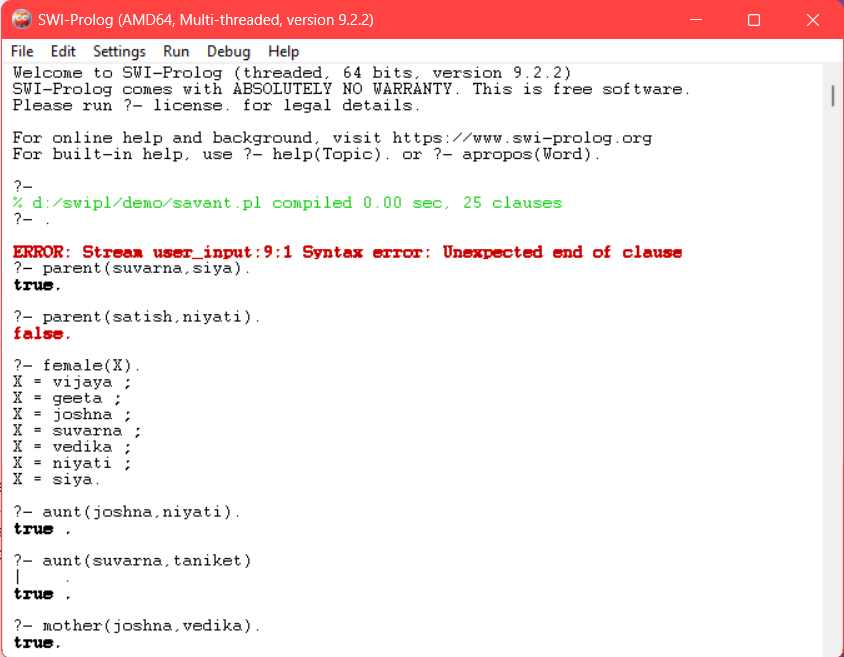 SWI-Prolog (AMD64, Multi-threaded, version 9.2.2)
File Edit Settings Run Debug Help
Welcome to SWI-Prolog (threaded, 64 bits, version 9.2.2)
SWI-Prolog comes with ABSOLUTELY NO WARRANTY. This is free software.
Please run ?- license. for legal details.
For online help and background, visit https://www.swi-prolog.org
For built-in help, use ?- help(Topic). or ?- apropos(Word).
?-
% d:/swipl/demo/savant.pl compiled 0.00 sec, 25 clauses
?- .
ERROR: Stream user_input:9:1 Syntax error: Unexpected end of clause
?- parent(suvarna,siya).
true.
?- parent(satish,niyati).
false.
?- female(X).
X = vijaya ;
X = geeta ;
X = joshna ;
X = suvarna ;
X = vedika ;
X = niyati ;
X = siya.
?- aunt(joshna,niyati).
true .
?- aunt(suvarna,taniket)
|    .
true .
?- mother(joshna,vedika).
true.